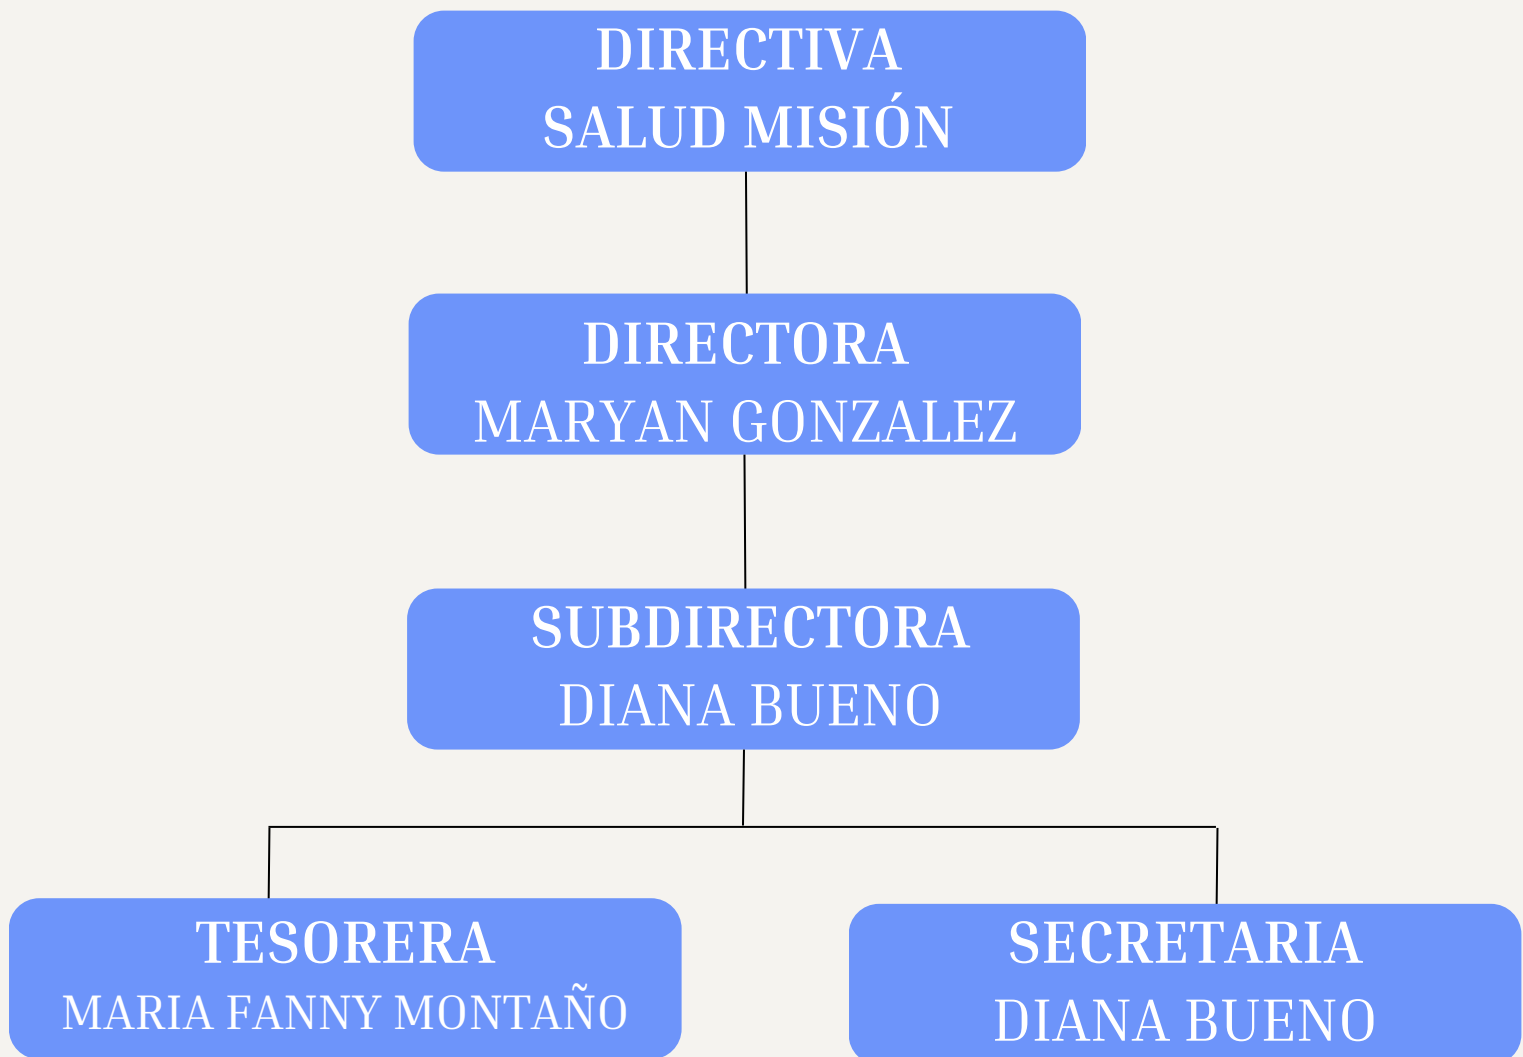 DIRECTIVA
SALUD MISIÓN
DIRECTORA
MARYAN GONZALEZ
SUBDIRECTORA
DIANA BUENO
TESORERA
MARIA FANNY MONTAÑO
SECRETARIA
DIANA BUENO